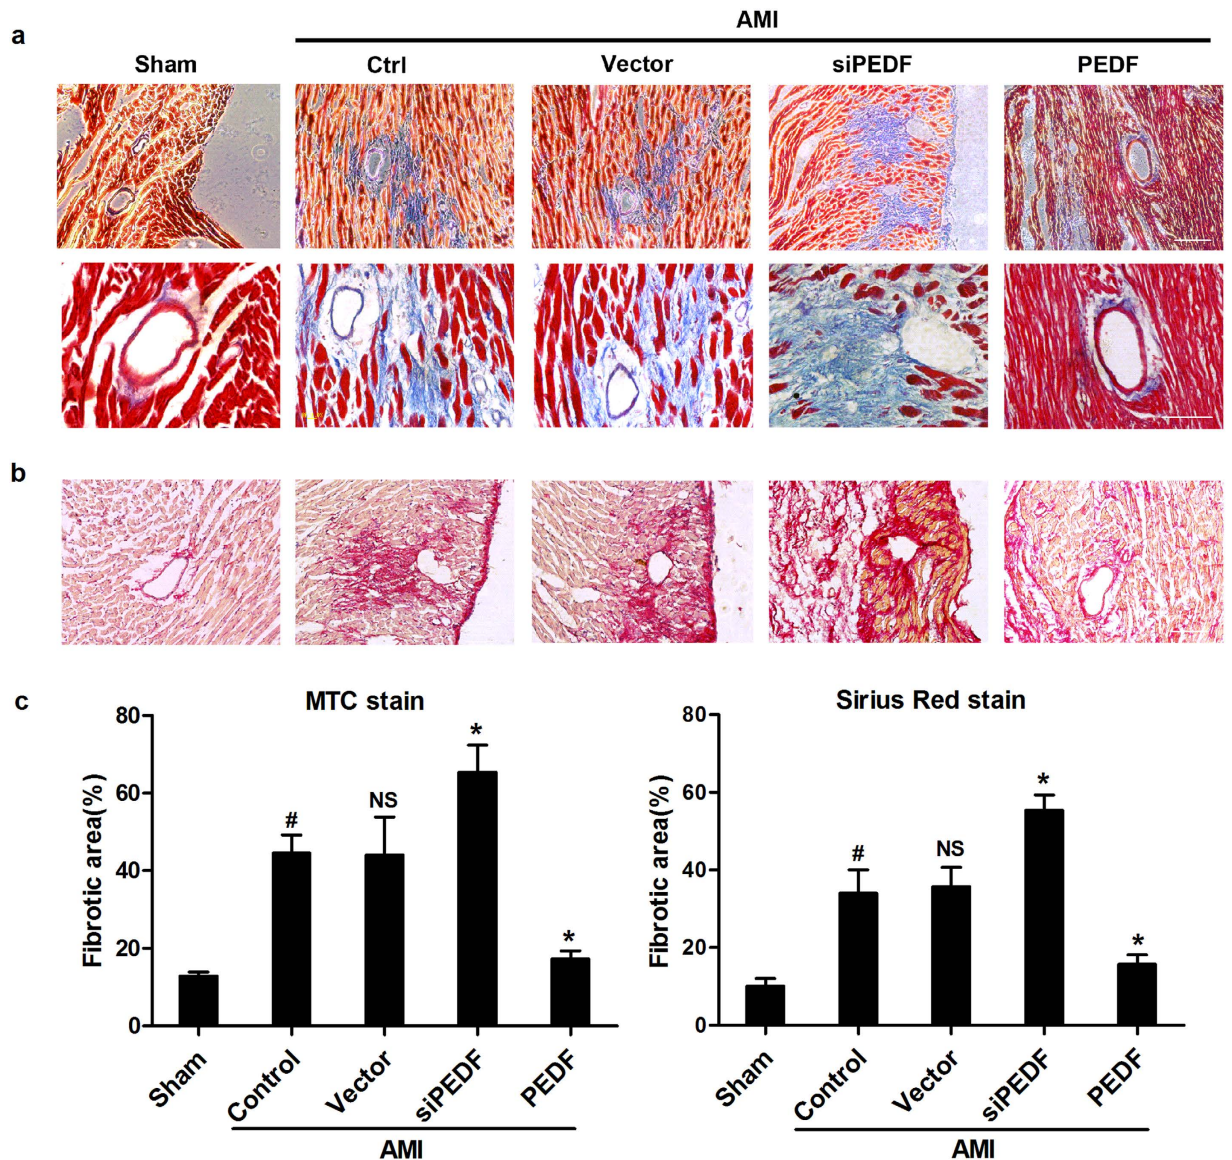 a
AMI
Sham
Ctrl
Vector
siPEDF
PEDF
b
c
MTC stain
Fibrotic area(%)
80
60
40
20
0
#
NS
*
*
Sham
Control
Vector
siPEDF
PEDF
AMI
Sirius Red stain
Fibrotic area(%)
80
60
40
20
0
#
NS
*
*
Sham
Control
Vector
siPEDF
PEDF
AMI